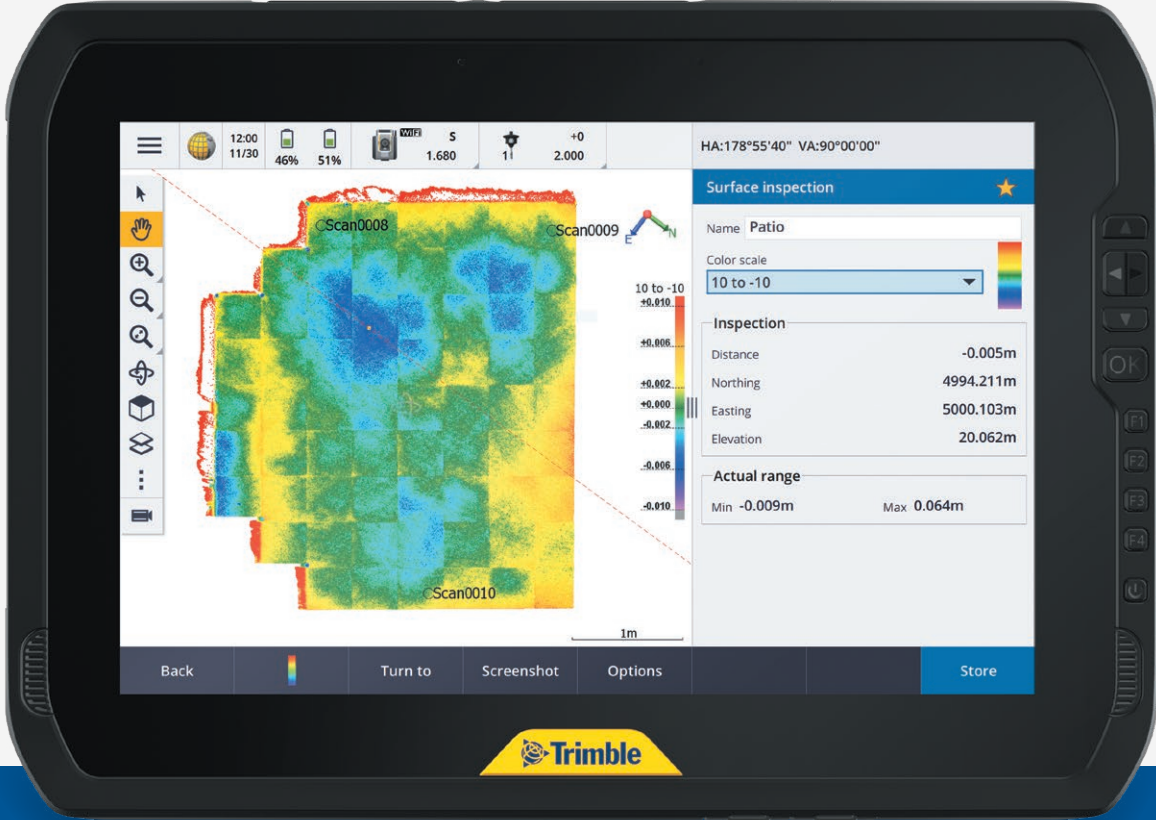 12:00
11/30
46%
51%
WiFi
S
1.680
1
+0
2.000
HA:178°55'40" VA:90°00'00"
Surface inspection
Name Patio
Color scale
10 to -10
Inspection
Distance -0.005m
Northing 4994.211m
Easting 5000.103m
Elevation 20.062m
Actual range
Min -0.009m Max 0.064m
Scan0008
Scan0009
E N
10 to -10
+0.010
+0.006
+0.002
+0.000
-0.002
-0.006
-0.010
Scan0010
1m
Back
Turn to
Screenshot
Options
Store
OK
F1
F2
F3
F4
Trimble